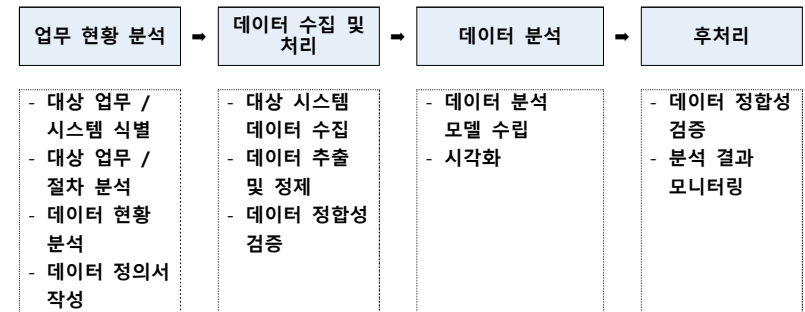 업무 현황 분석
➡
데이터 수집 및
처리
➡
데이터 분석
➡
후처리
- 대상 업무 /
시스템 식별
- 대상 업무 /
절차 분석
- 데이터 현황
분석
- 데이터 정의서
작성
- 대상 시스템
데이터 수집
- 데이터 추출
및 정제
- 데이터 정합성
검증
- 데이터 분석
모델 수립
- 시각화
- 데이터 정합성
검증
- 분석 결과
모니터링